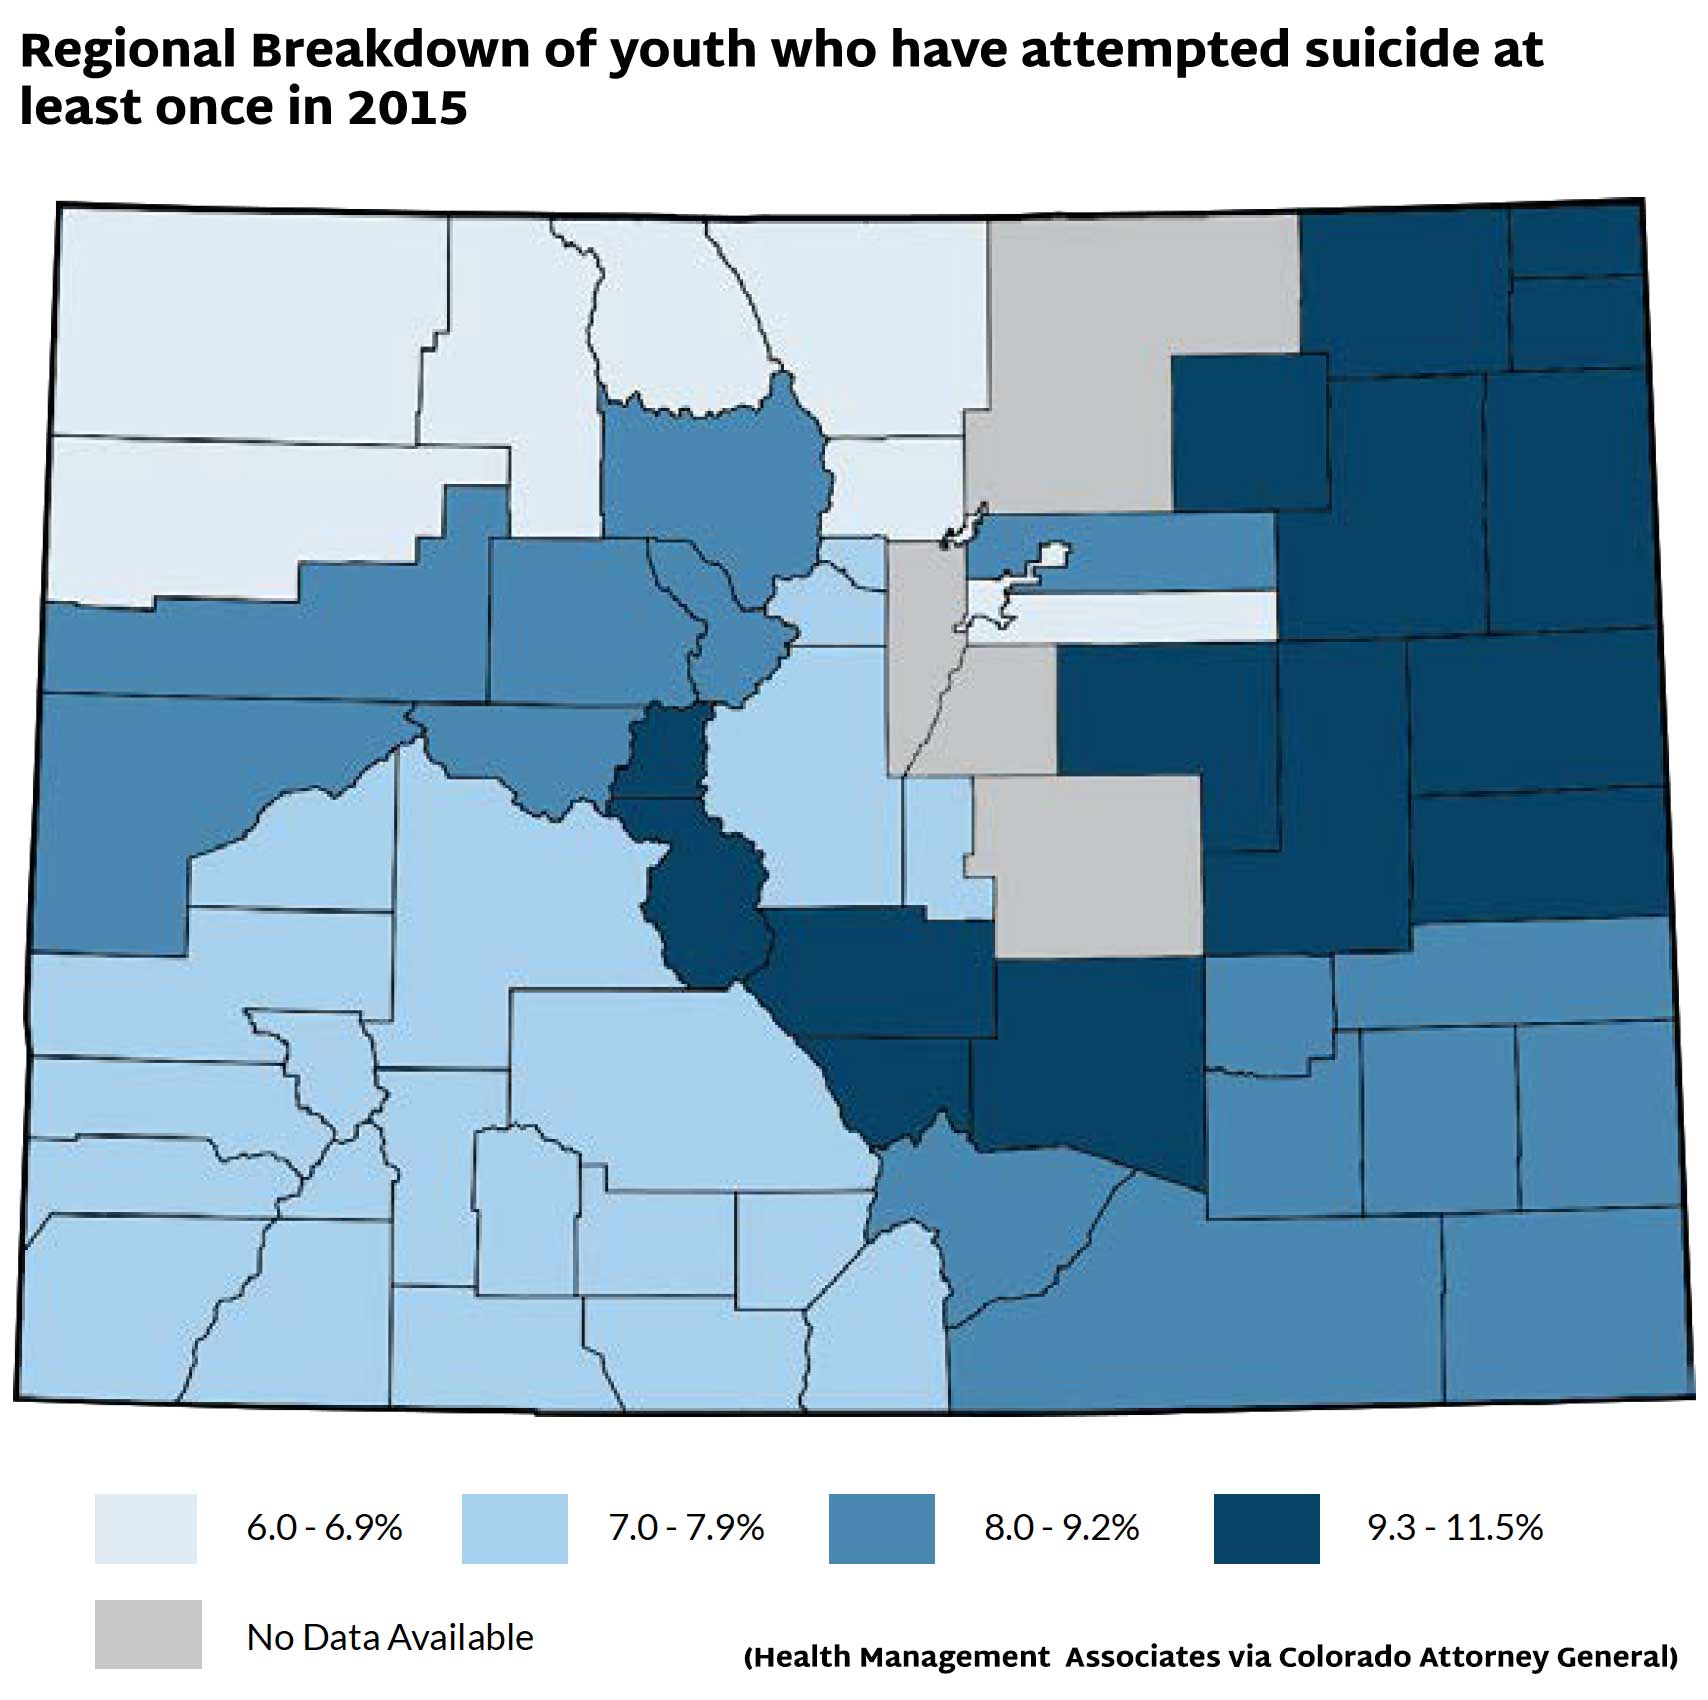 Regional Breakdown of youth who have attempted suicide at
least once in 2015
6.0 - 6.9%
7.0 - 7.9%
8.0 - 9.2%
9.3 - 11.5%
No Data Available
(Health Management Associates via Colorado Attorney General)